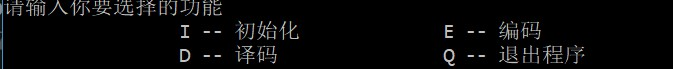 请输入你要选择的功能
I -- 初始化 E -- 编码
D -- 译码 Q -- 退出程序